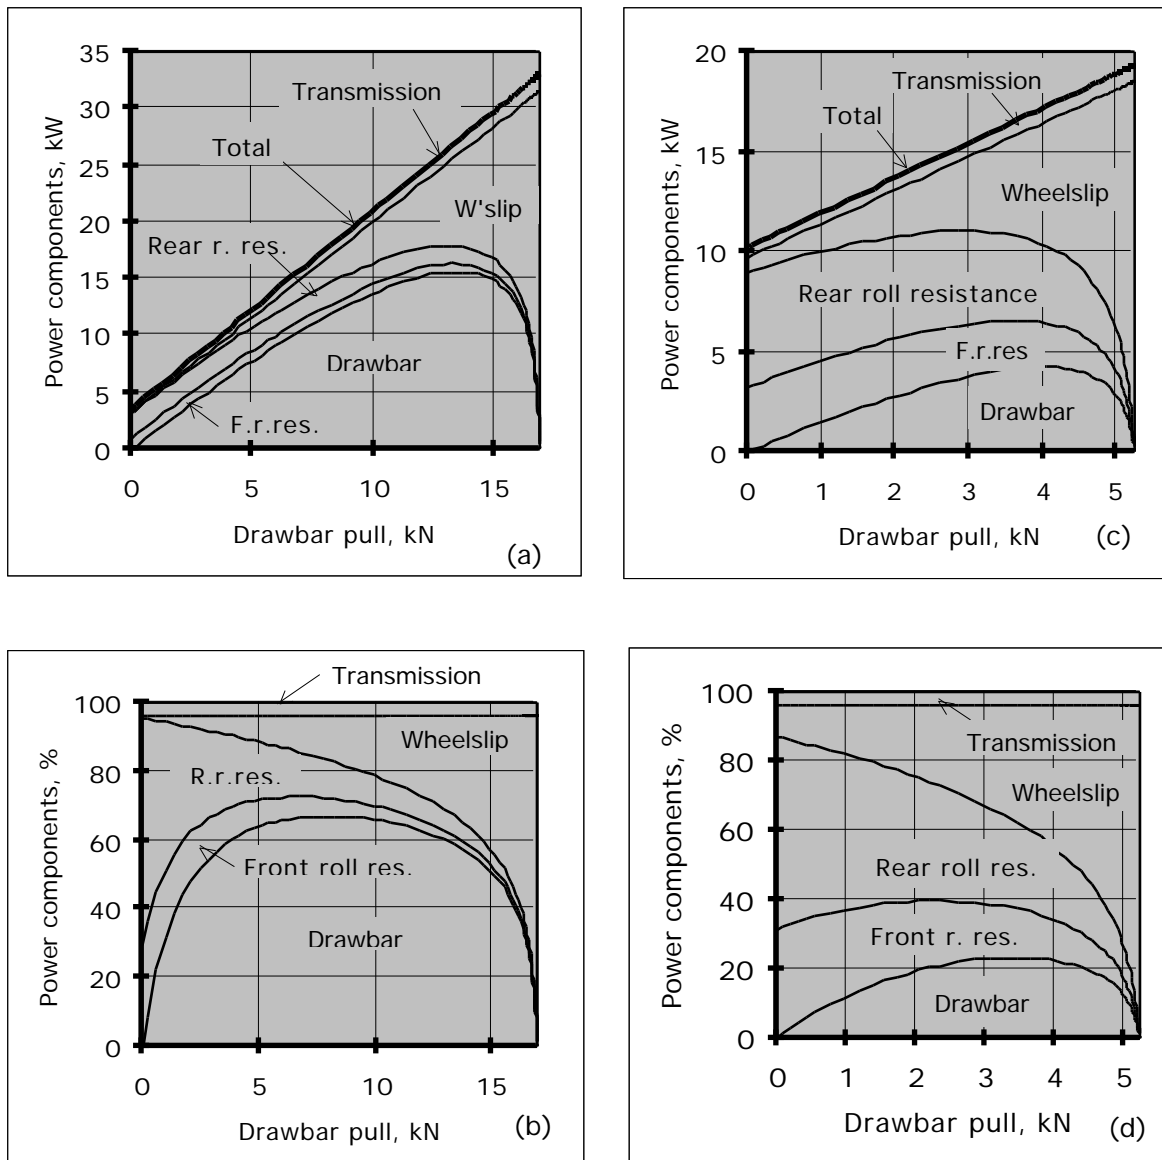 35
30
25
20
15
10
5
0
Power components, kW
Transmission
Total
W'slip
Rear r. res.
Drawbar
F.r.res.
0 5 10 15
Drawbar pull, kN
(a)
20
15
10
5
0
Power components, kW
Transmission
Total
Wheelslip
Rear roll resistance
F.r.res
Drawbar
0 1 2 3 4 5
Drawbar pull, kN
(c)
Transmission
100
80
60
40
20
0
Power components, %
Wheelslip
R.r.res.
Front roll res.
Drawbar
0 5 10 15
Drawbar pull, kN
(b)
100
80
60
40
20
0
Power components, %
Transmission
Wheelslip
Rear roll res.
Front r. res.
Drawbar
0 1 2 3 4 5
Drawbar pull, kN
(d)